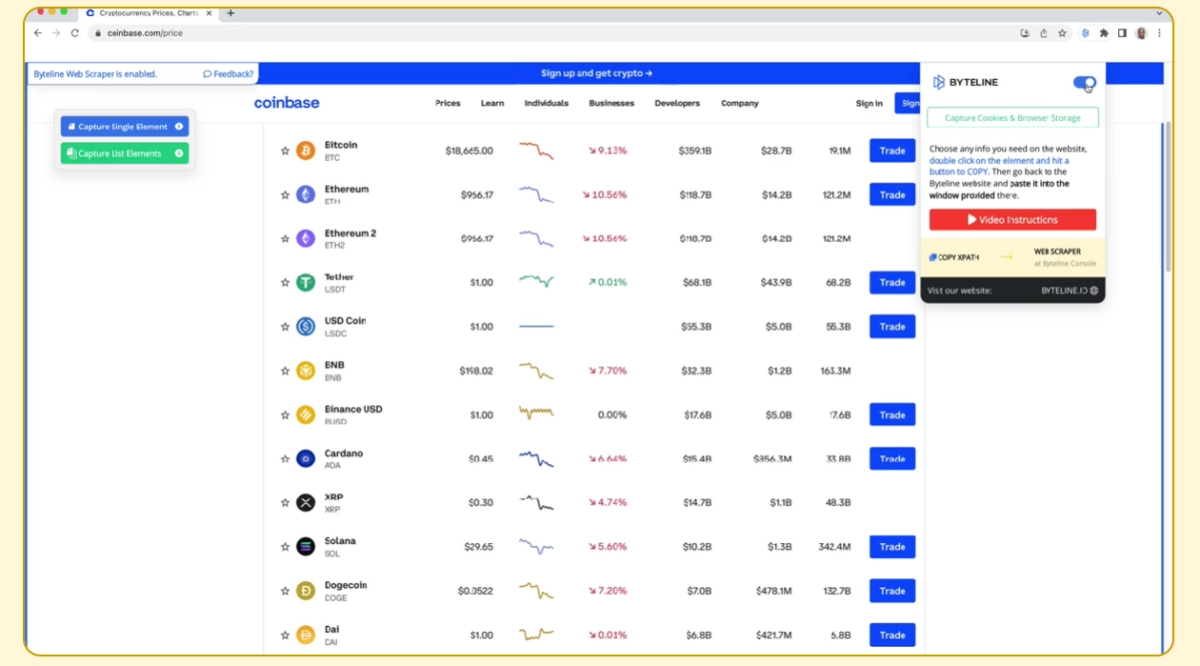 Cryptocurrency Prices, Charts
coinbase.com/price
Byteline Web Scraper is enabled.
Feedback?
Sign up and get crypto →
BYTELINE
coinbase
Prices Learn Individuals Businesses Developers Company Sign in Sign
Capture Cookies & Browser Storage
Capture Single Element
Capture List Elements
Choose any info you need on the website,
double click on the element and hit a
button to COPY. Then go back to the
Byteline website and paste it into the
window provided there.
Video Instructions
COPY XPATH → WEB SCRAPER
at Byteline Console
Visit our website: BYTELINE.IO
Bitcoin
BTC
$18,665.00 9.13% $359.1B $28.7B 19.1M Trade
Ethereum
ETH
$956.17 10.56% $118.7B $14.2B 121.2M Trade
Ethereum 2
ETH2
$956.17 10.56% $118.7B $14.2B 121.2M
Tether
USDT
$1.00 0.01% $68.1B $43.9B 68.2B Trade
USD Coin
USDC
$1.00 $55.3B $5.0B 55.3B Trade
BNB
BNB
$198.02 7.70% $32.3B $1.2B 163.3M
Binance USD
BUSD
$1.00 0.00% $17.6B $5.0B 17.6B Trade
Cardano
ADA
$0.45 6.64% $15.4B $856.3M 33.8B Trade
XRP
XRP
$0.30 4.74% $14.7B $1.1B 48.3B
Solana
SOL
$29.65 5.60% $10.2B $1.3B 342.4M Trade
Dogecoin
DOGE
$0.0522 7.20% $7.0B $478.1M 132.7B Trade
Dai
DAI
$1.00 0.01% $6.8B $421.7M 6.8B Trade